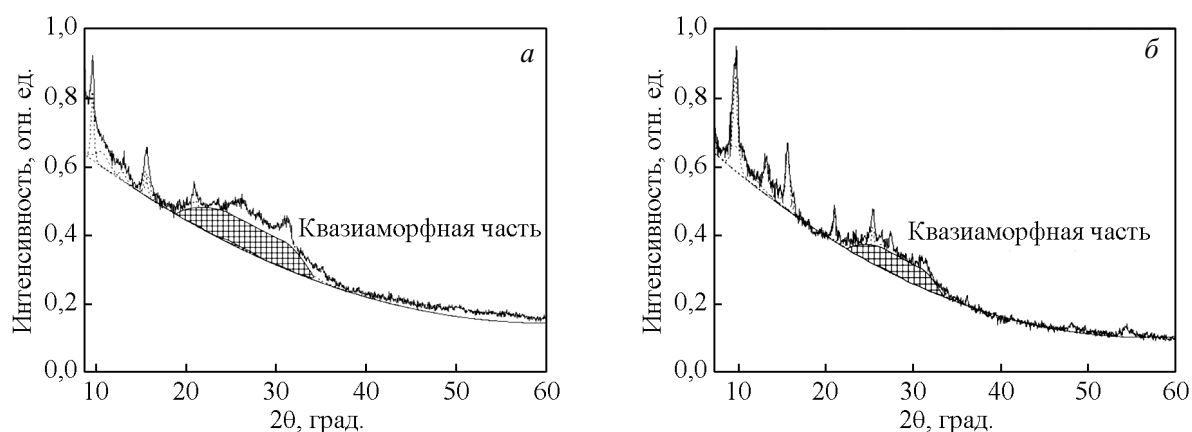 а
1,0
0,8
0,6
0,4
0,2
0,0
Интенсивность, отн. ед.
Квазиаморфная часть
10 20 30 40 50 60
2θ, град.
б
1,0
0,8
0,6
0,4
0,2
0,0
Интенсивность, отн. ед.
Квазиаморфная часть
10 20 30 40 50 60
2θ, град.